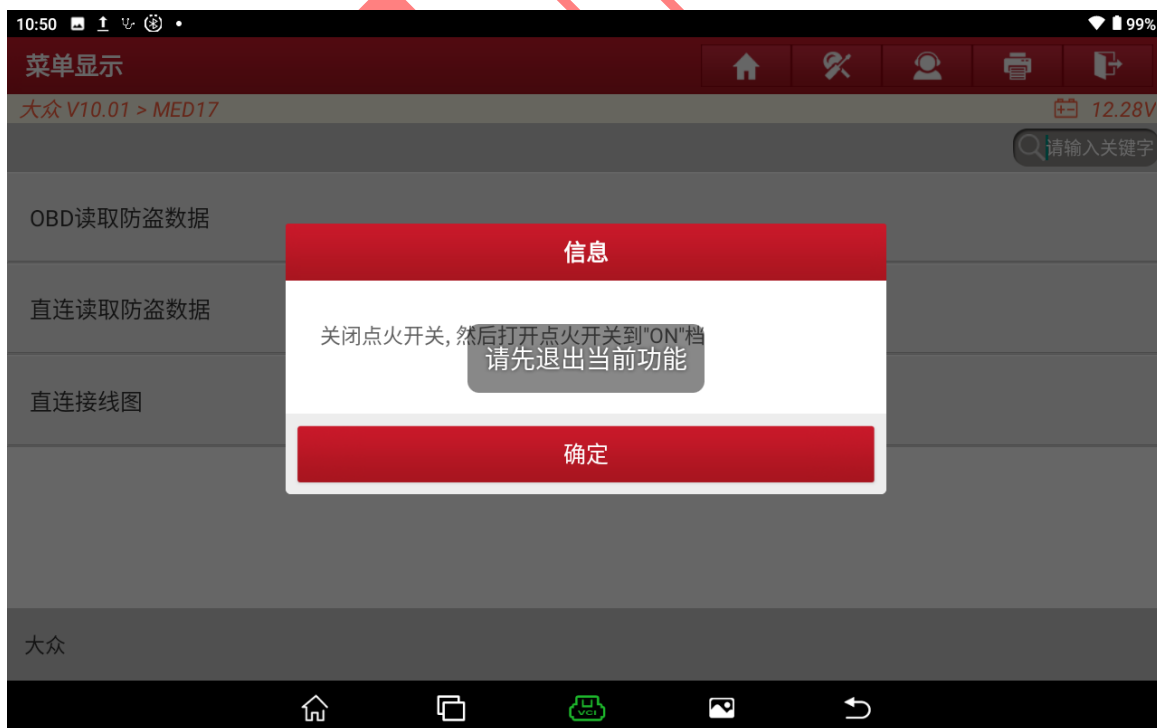 10:50
99%
菜单显示
大众 V10.01 > MED17
12.28V
请输入关键字
OBD读取防盗数据
直连读取防盗数据
直连接线图
信息
关闭点火开关, 然后打开点火开关到"ON"档
请先退出当前功能
确定
大众
VCI